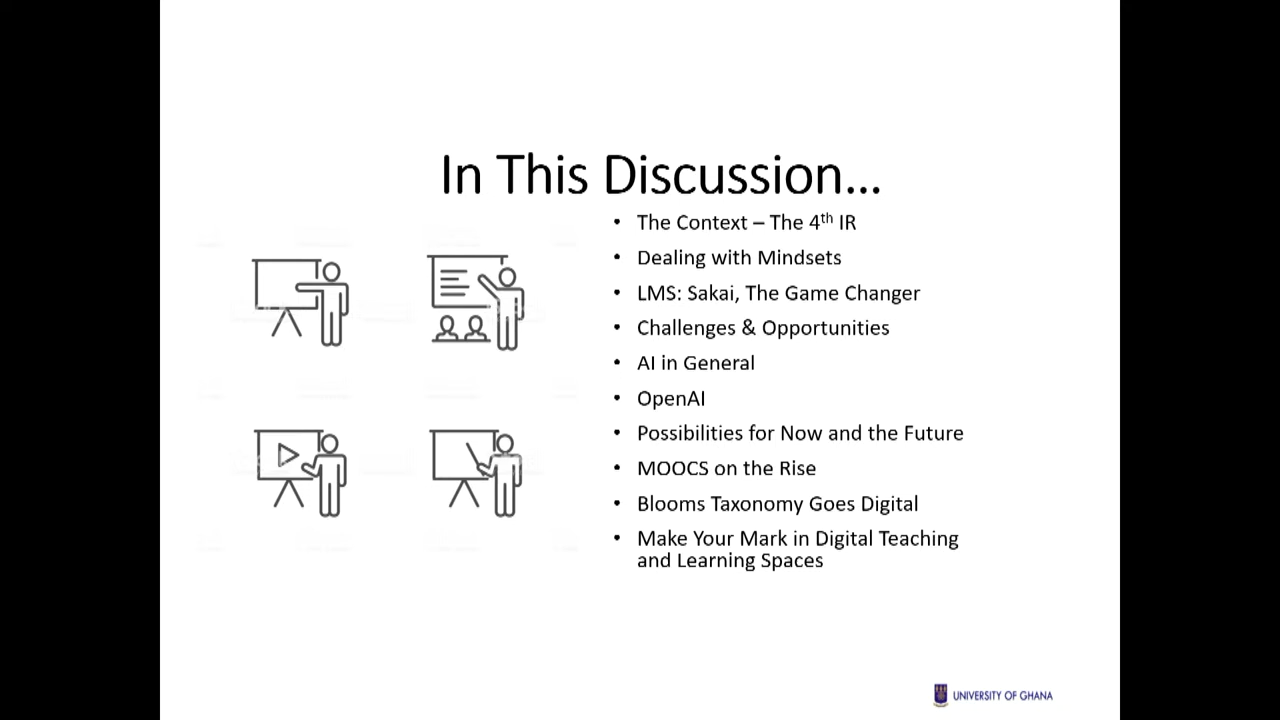 In This Discussion...
• The Context – The 4th IR
• Dealing with Mindsets
• LMS: Sakai, The Game Changer
• Challenges & Opportunities
• AI in General
• OpenAI
• Possibilities for Now and the Future
• MOOCS on the Rise
• Blooms Taxonomy Goes Digital
• Make Your Mark in Digital Teaching
and Learning Spaces
UNIVERSITY OF GHANA